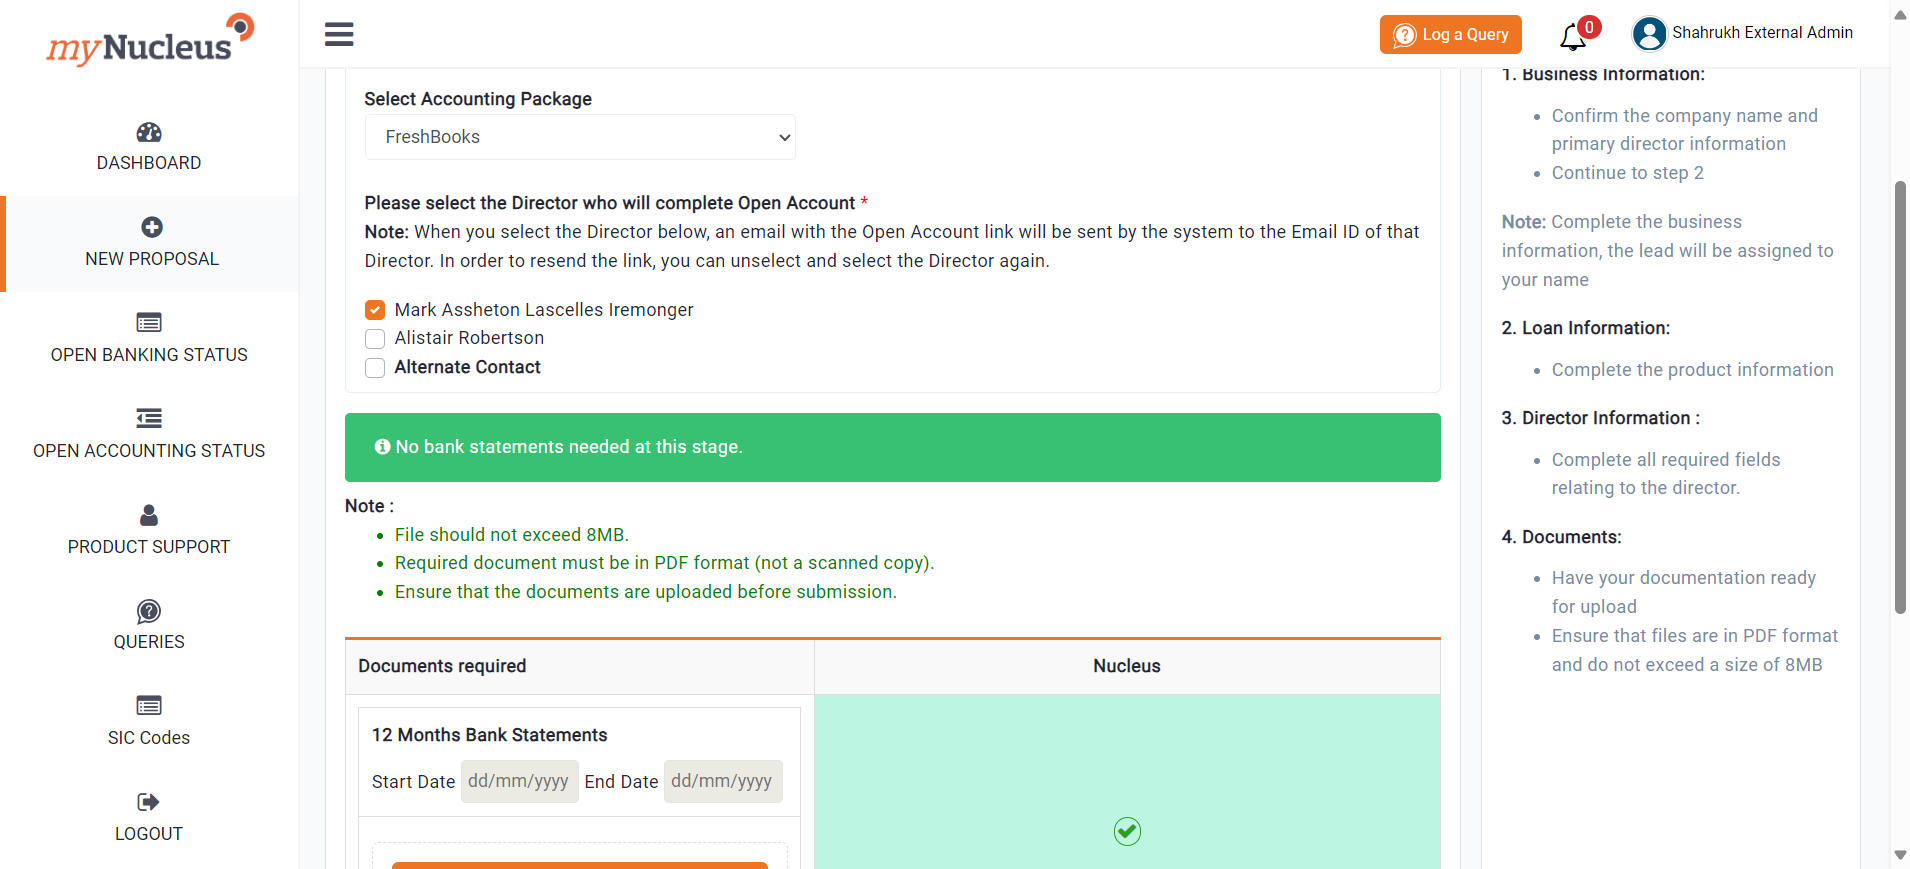 myNucleus
Log a Query
0
Shahrukh External Admin
DASHBOARD
NEW PROPOSAL
OPEN BANKING STATUS
OPEN ACCOUNTING STATUS
PRODUCT SUPPORT
QUERIES
SIC Codes
LOGOUT
Select Accounting Package
FreshBooks
Please select the Director who will complete Open Account *
Note: When you select the Director below, an email with the Open Account link will be sent by the system to the Email ID of that
Director. In order to resend the link, you can unselect and select the Director again.
Mark Assheton Lascelles Iremonger
Alistair Robertson
Alternate Contact
No bank statements needed at this stage.
Note :
File should not exceed 8MB.
Required document must be in PDF format (not a scanned copy).
Ensure that the documents are uploaded before submission.
Documents required
Nucleus
12 Months Bank Statements
Start Date dd/mm/yyyy End Date dd/mm/yyyy
1. Business Information:
Confirm the company name and
primary director information
Continue to step 2
Note: Complete the business
information, the lead will be assigned to
your name
2. Loan Information:
Complete the product information
3. Director Information :
Complete all required fields
relating to the director.
4. Documents:
Have your documentation ready
for upload
Ensure that files are in PDF format
and do not exceed a size of 8MB